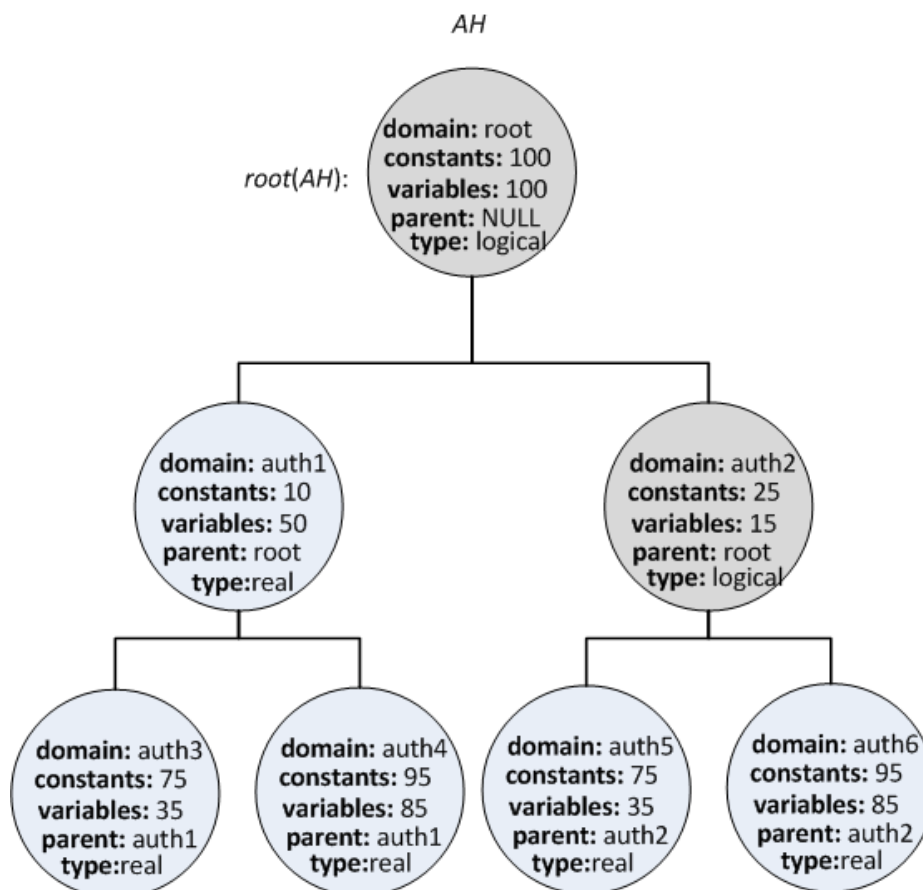 AH
domain: root
constants: 100
root(AH):
variables: 100
parent: NULL
type: logical
domain: auth1
constants: 10
variables: 50
parent: root
type:real
domain: auth2
constants: 25
variables: 15
parent: root
type: logical
domain: auth3
constants: 75
variables: 35
parent: auth1
type:real
domain: auth4
constants: 95
variables: 85
parent: auth1
type:real
domain: auth5
constants: 75
variables: 35
parent: auth2
type:real
domain: auth6
constants: 95
variables: 85
parent: auth2
type:real